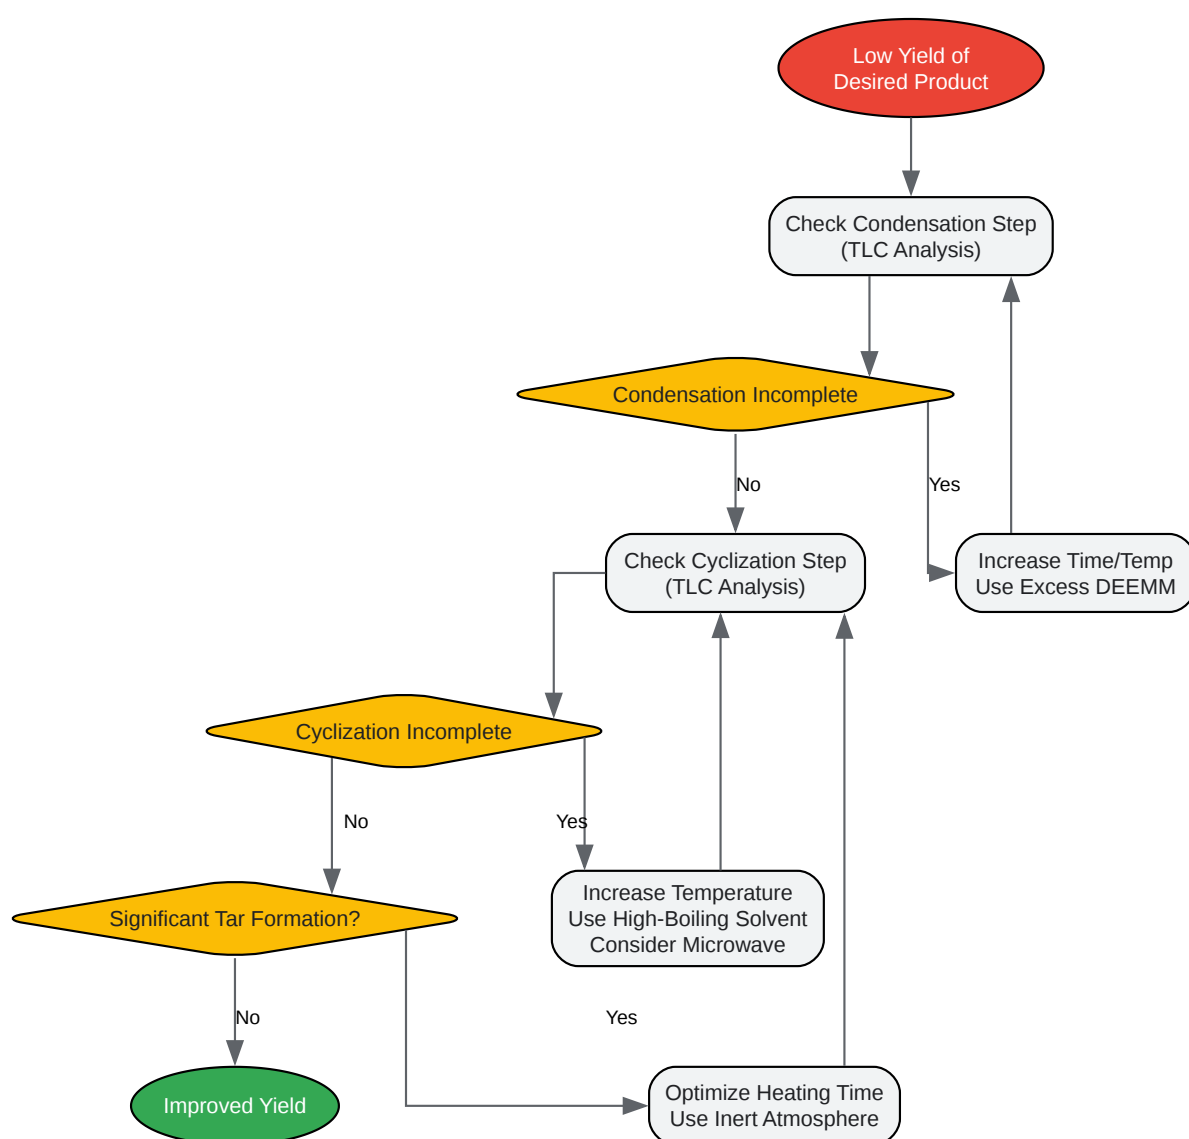 Low Yield of
Desired Product
Check Condensation Step
(TLC Analysis)
Condensation Incomplete
No
Yes
Check Cyclization Step
(TLC Analysis)
Increase Time/Temp
Use Excess DEEMM
Cyclization Incomplete
No
Yes
Increase Temperature
Use High-Boiling Solvent
Consider Microwave
Significant Tar Formation?
No
Yes
Improved Yield
Optimize Heating Time
Use Inert Atmosphere